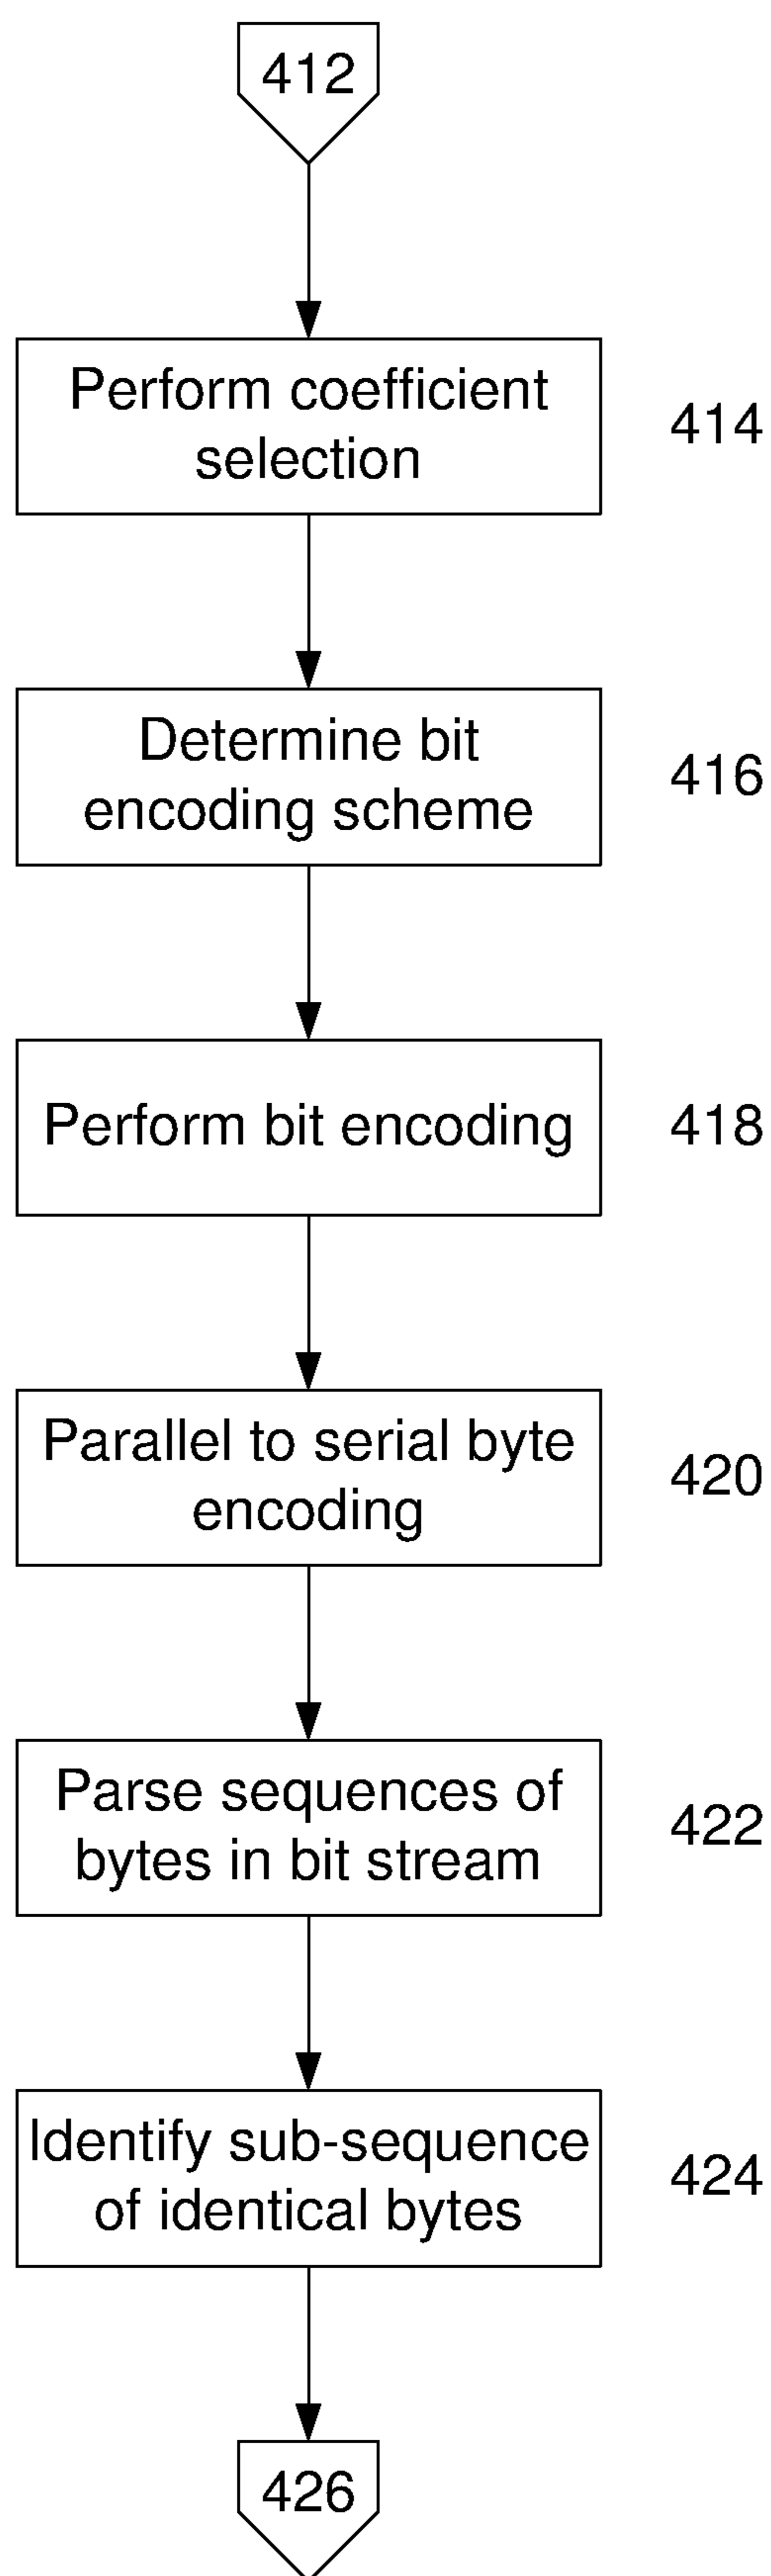 412
Perform coefficient
selection
414
Determine bit
encoding scheme
416
Perform bit encoding
418
Parallel to serial byte
encoding
420
Parse sequences of
bytes in bit stream
422
Identify sub-sequence
of identical bytes
424
426